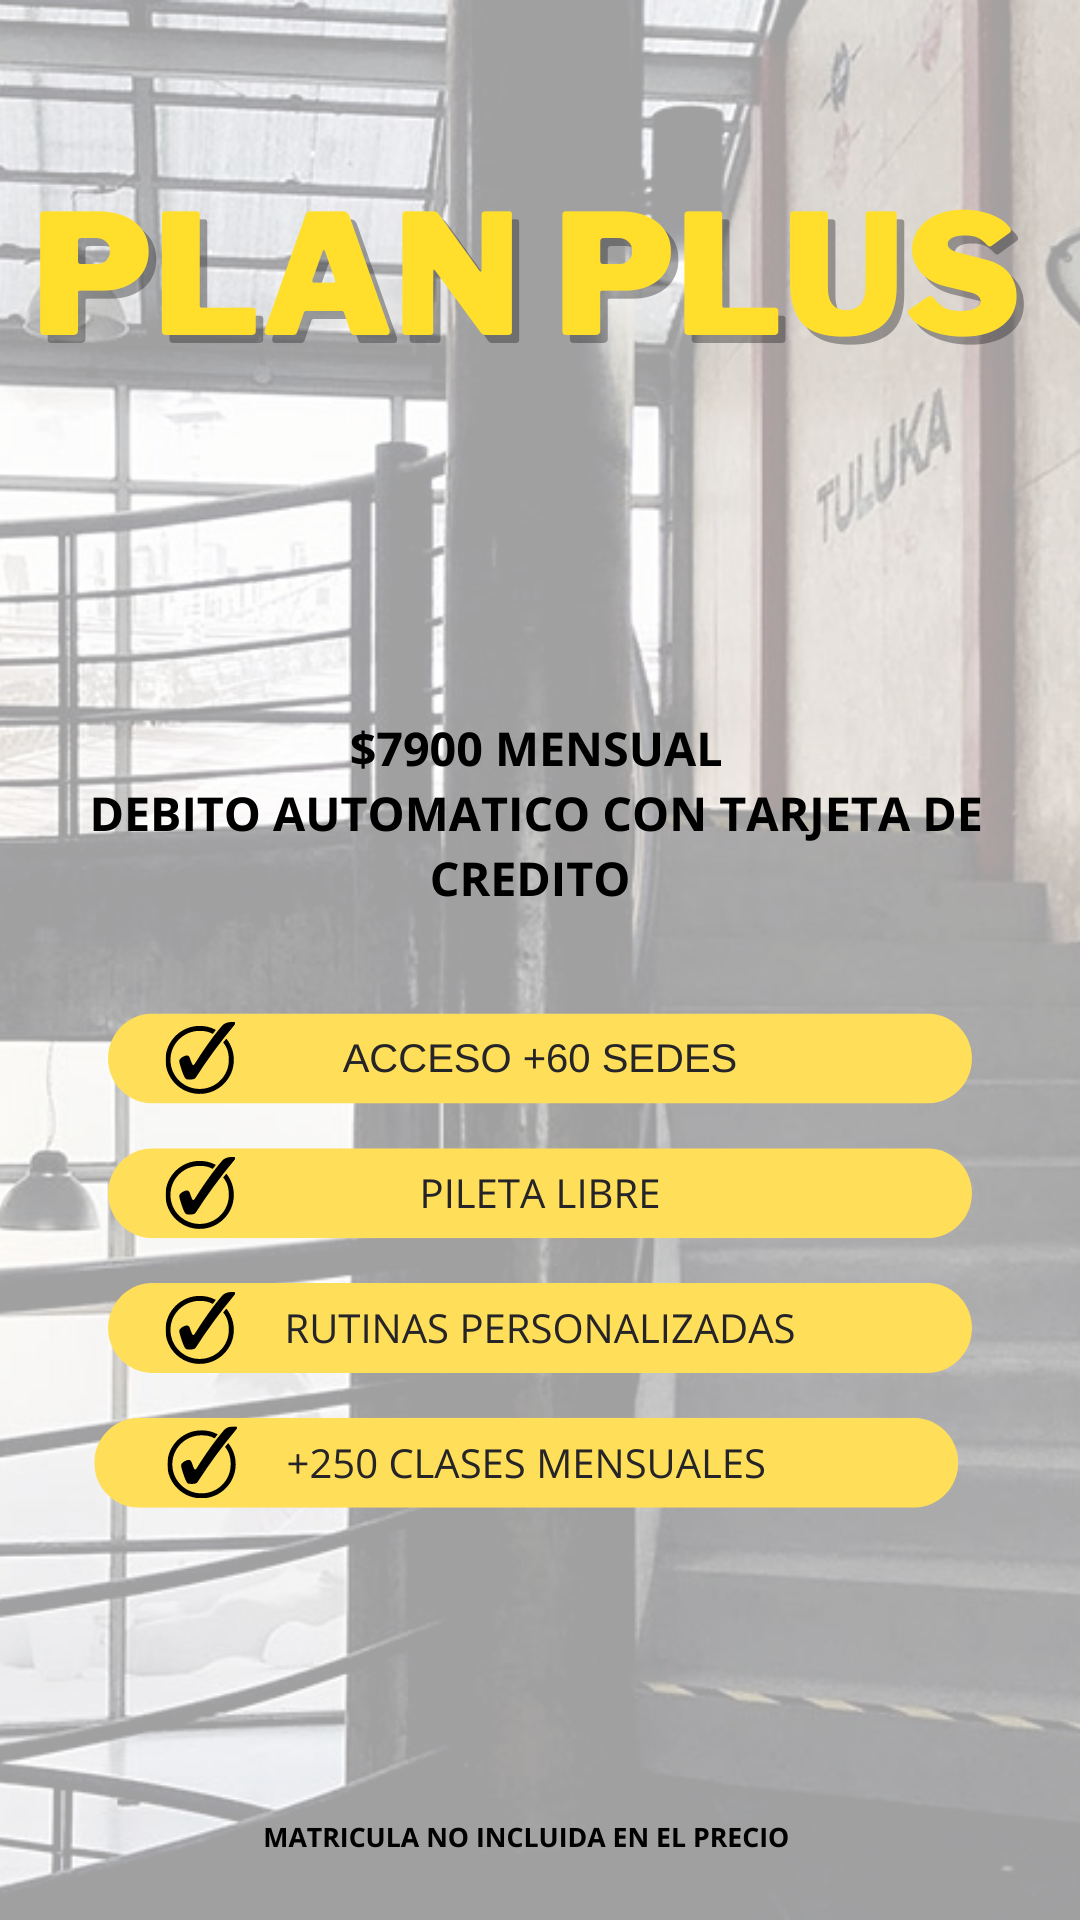 PLAN PLUS
TULUKA
$7900 MENSUAL
DEBITO AUTOMATICO CON TARJETA DE
CREDITO
ACCESO +60 SEDES
PILETA LIBRE
RUTINAS PERSONALIZADAS
+250 CLASES MENSUALES
MATRICULA NO INCLUIDA EN EL PRECIO